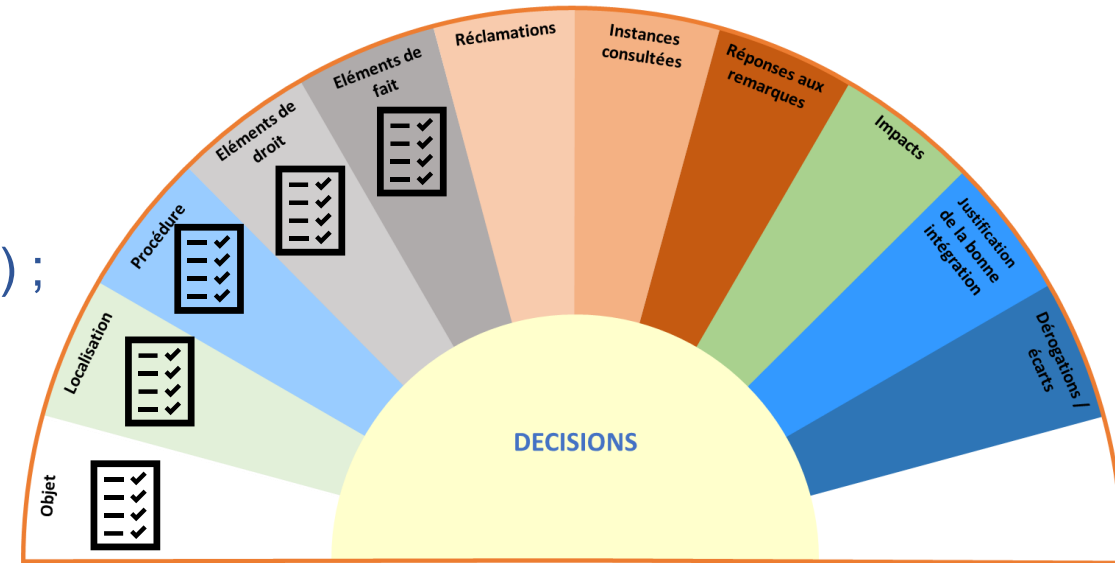 ) ;
Objet
Localisation
Procédure
Eléments de
droit
Eléments de
fait
Réclamations
Instances
consultées
Réponses aux
remarques
Impacts
Justification
de la bonne
intégration
Dérogations /
écarts
DECISIONS